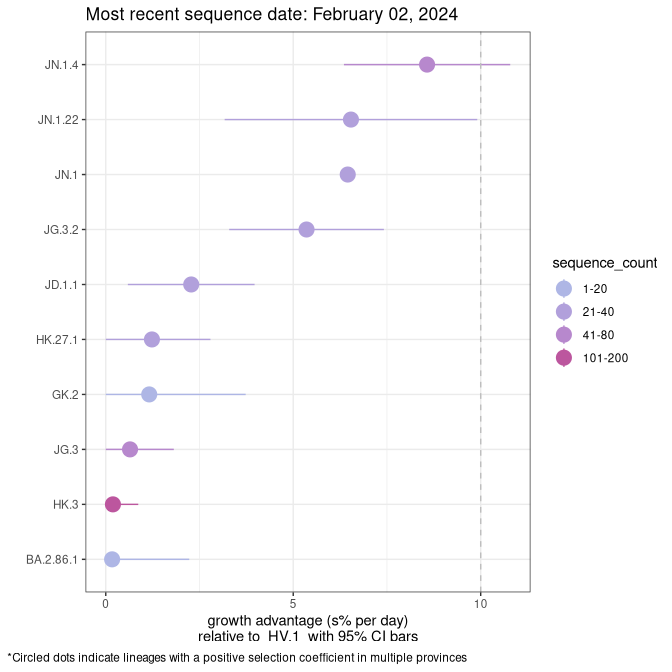 Most recent sequence date: February 02, 2024
JN.1.4
JN.1.22
JN.1
JG.3.2
JD.1.1
HK.27.1
GK.2
JG.3
HK.3
BA.2.86.1
0 5 10
growth advantage (s% per day)
relative to HV.1 with 95% CI bars
sequence_count
1-20
21-40
41-80
101-200
*Circled dots indicate lineages with a positive selection coefficient in multiple provinces